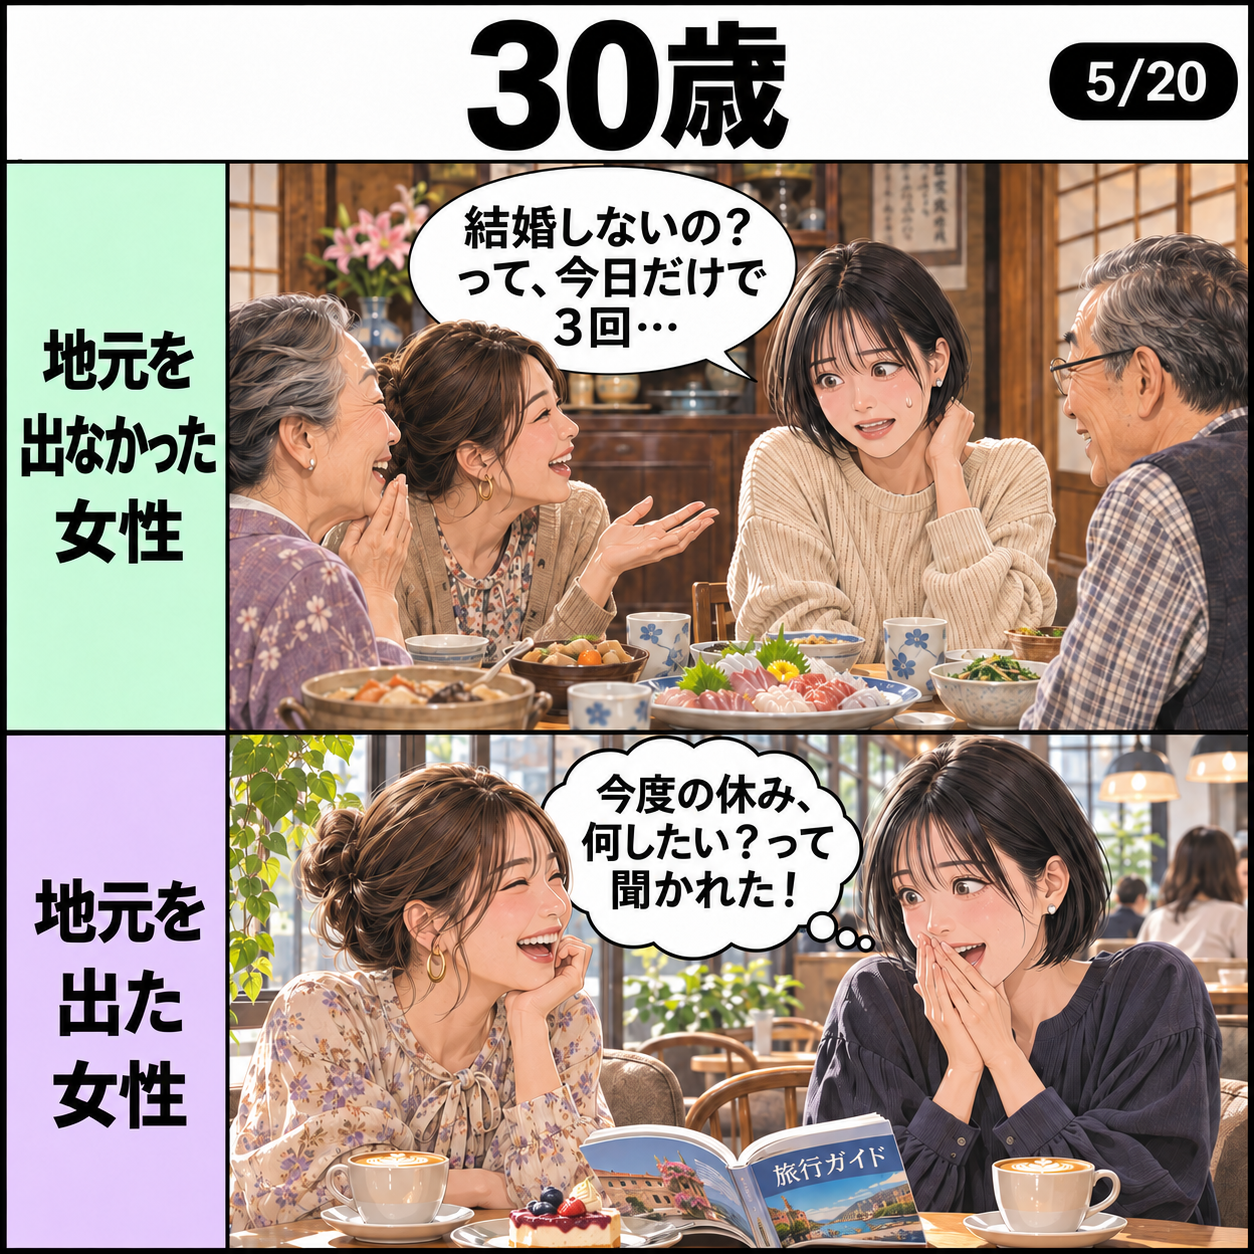 30歳
5/20
地元を
出なかった
女性
結婚しないの？
って、今日だけで
3回…
地元を
出た
女性
今度の休み、
何したい？って
聞かれた！
旅行ガイド